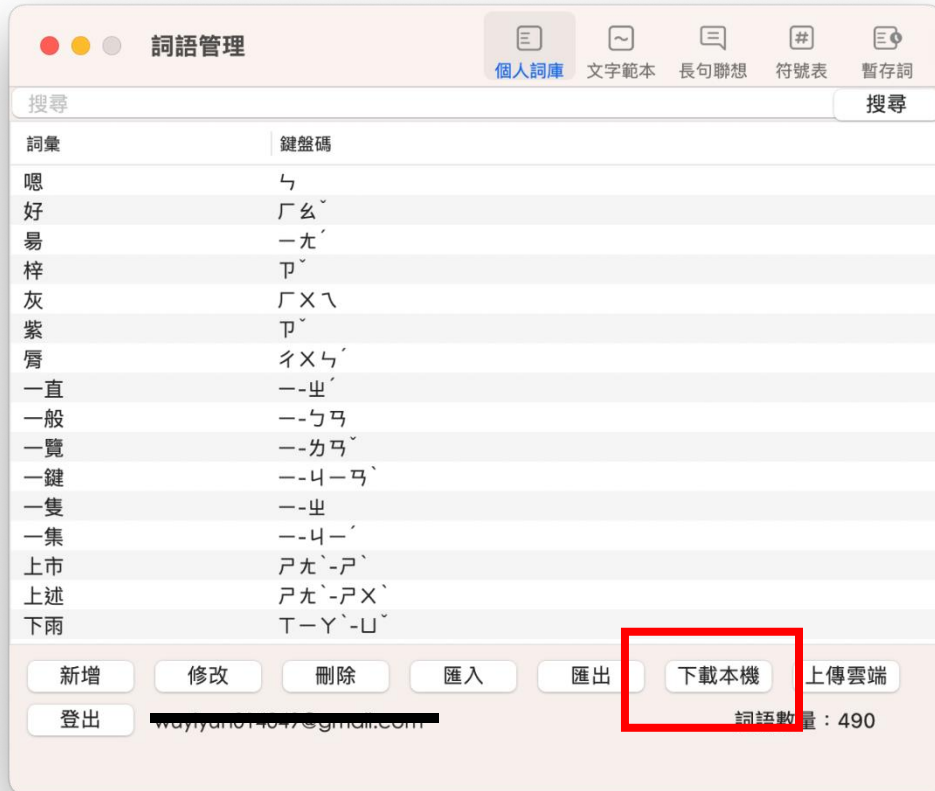 詞語管理
個人詞庫 文字範本 長句聯想 符號表 暫存詞
搜尋 搜尋
詞彙 鍵盤碼
嗯 ㄣ
好 ㄏㄠˇ
昜 ㄧㄤˊ
梓 ㄗˇ
灰 ㄏㄨㄟ
紫 ㄗˇ
脣 ㄔㄨㄣˊ
一直 ㄧ-ㄓˊ
一般 ㄧ-ㄅㄢ
一覽 ㄧ-ㄌㄢˇ
一鍵 ㄧ-ㄐㄧㄢˋ
一隻 ㄧ-ㄓ
一集 ㄧ-ㄐㄧˊ
上市 ㄕㄤˋ-ㄕˋ
上述 ㄕㄤˋ-ㄕㄨˋ
下雨 ㄒㄧㄚˋ-ㄩˇ
新增 修改 刪除 匯入 匯出 下載本機 上傳雲端
登出 詞語數量：490